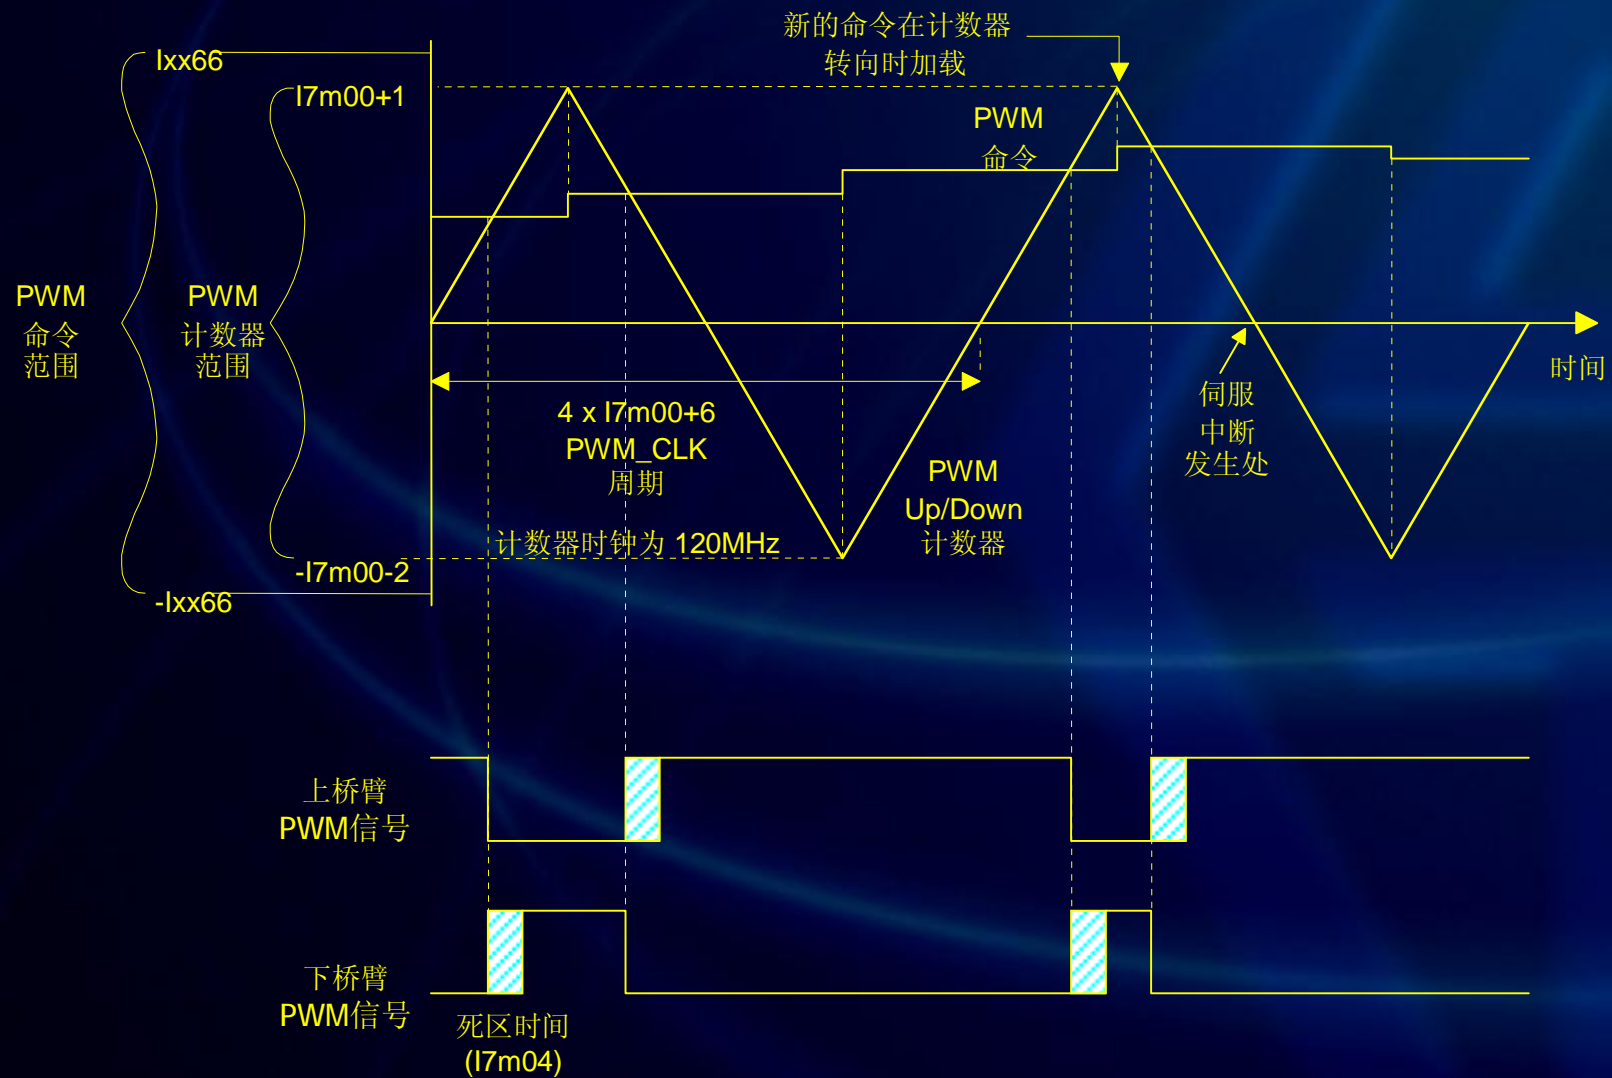 新的命令在计数器
转向时加载
Ixx66
I7m00+1
PWM
命令
PWM
命令
范围
PWM
计数器
范围
时间
4 x I7m00+6
PWM_CLK
周期
伺服
中断
发生处
PWM
Up/Down
计数器
计数器时钟为 120MHz
-I7m00-2
-Ixx66
上桥臂
PWM信号
下桥臂
PWM信号
死区时间
(I7m04)